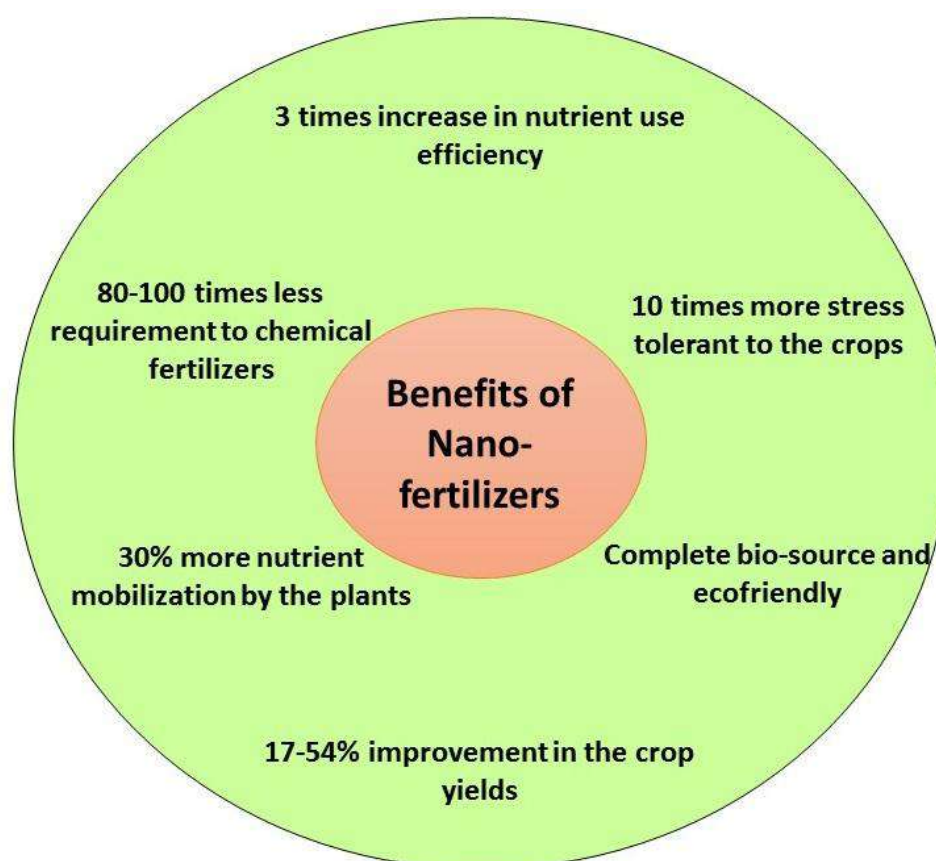 3 times increase in nutrient use
efficiency
80-100 times less
requirement to chemical
fertilizers
10 times more stress
tolerant to the crops
Benefits of
Nano-
fertilizers
30% more nutrient
mobilization by the plants
Complete bio-source and
ecofriendly
17-54% improvement in the crop
yields